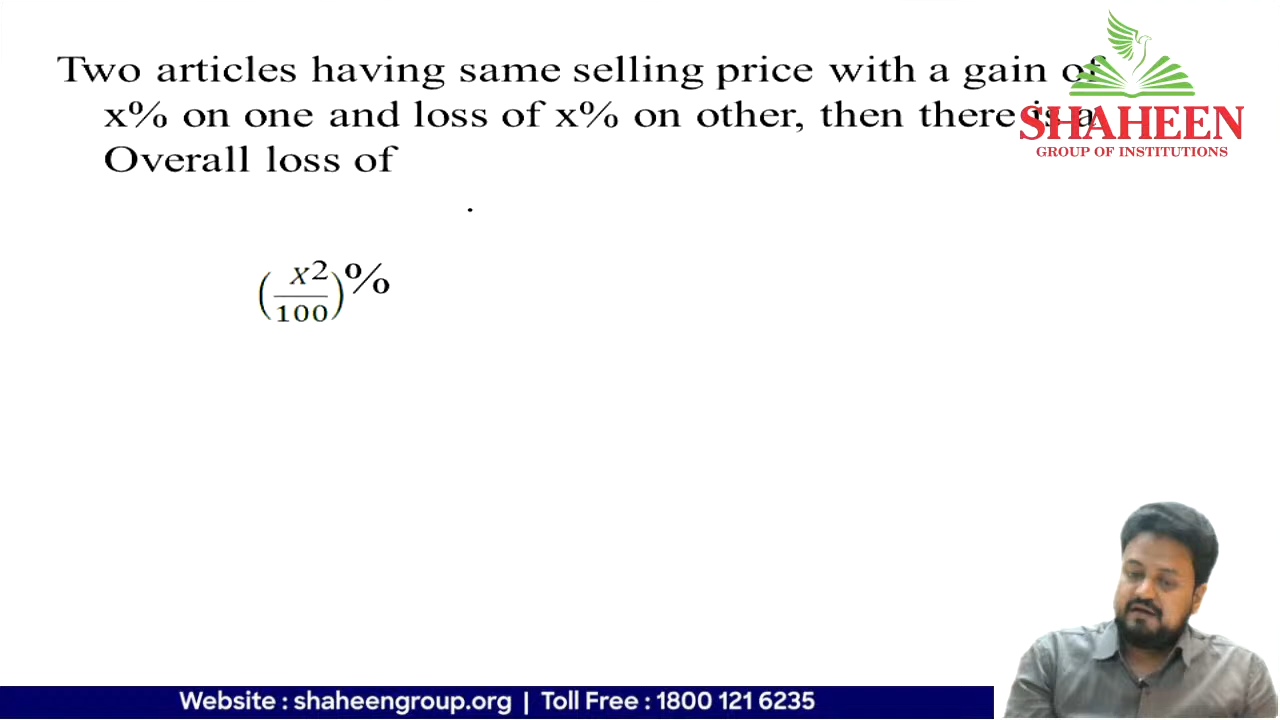 Two articles having same selling price with a gain of
x% on one and loss of x% on other, then there is a
Overall loss of
.
(x2/100)%
SHAHEEN
GROUP OF INSTITUTIONS
Website : shaheengroup.org | Toll Free : 1800 121 6235